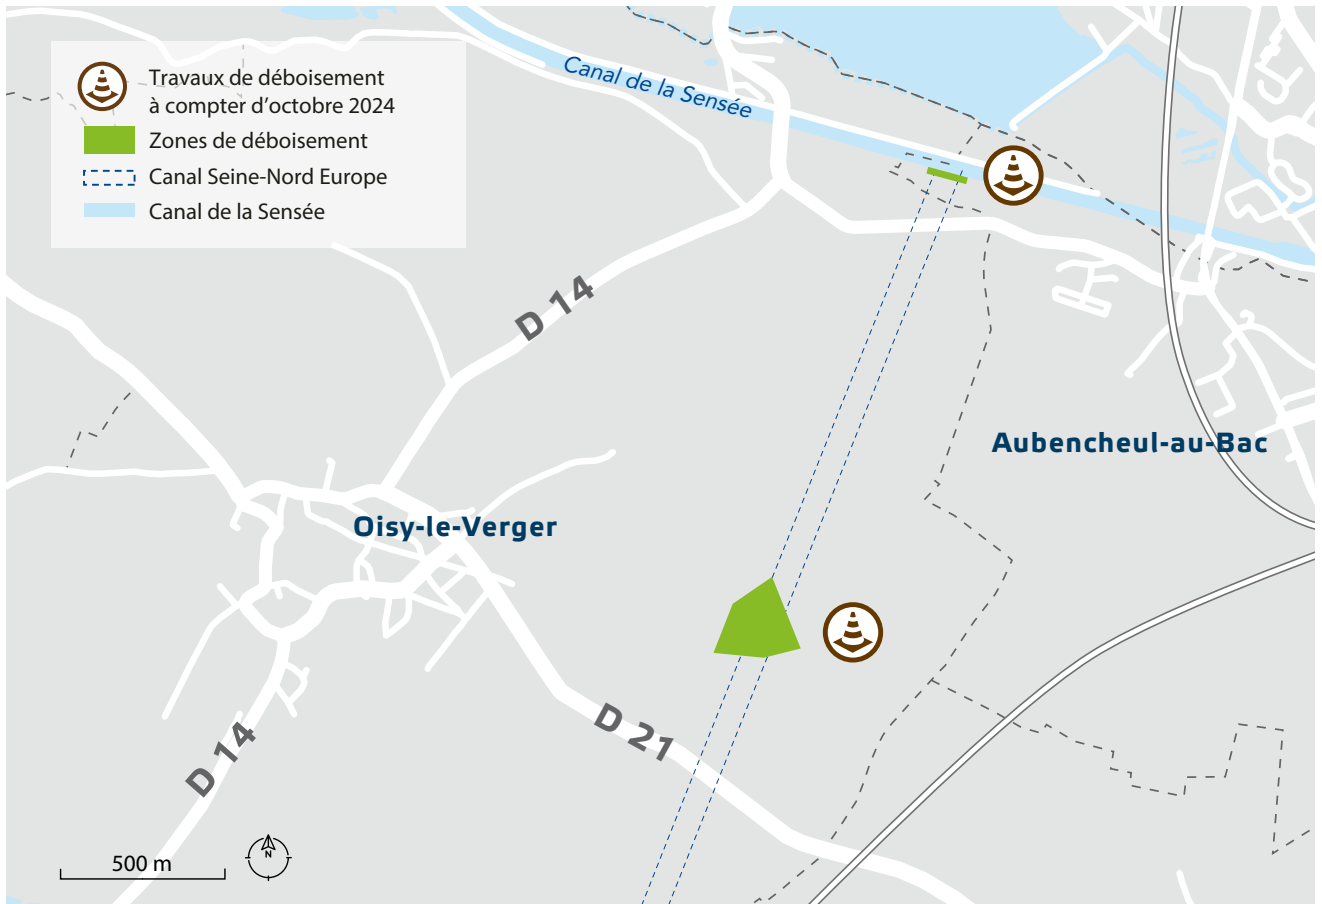 Travaux de déboisement
à compter d'octobre 2024
Zones de déboisement
Canal Seine-Nord Europe
Canal de la Sensée
Canal de la Sensée
D 14
Aubencheul-au-Bac
Oisy-le-Verger
D 21
D 14
500 m
N